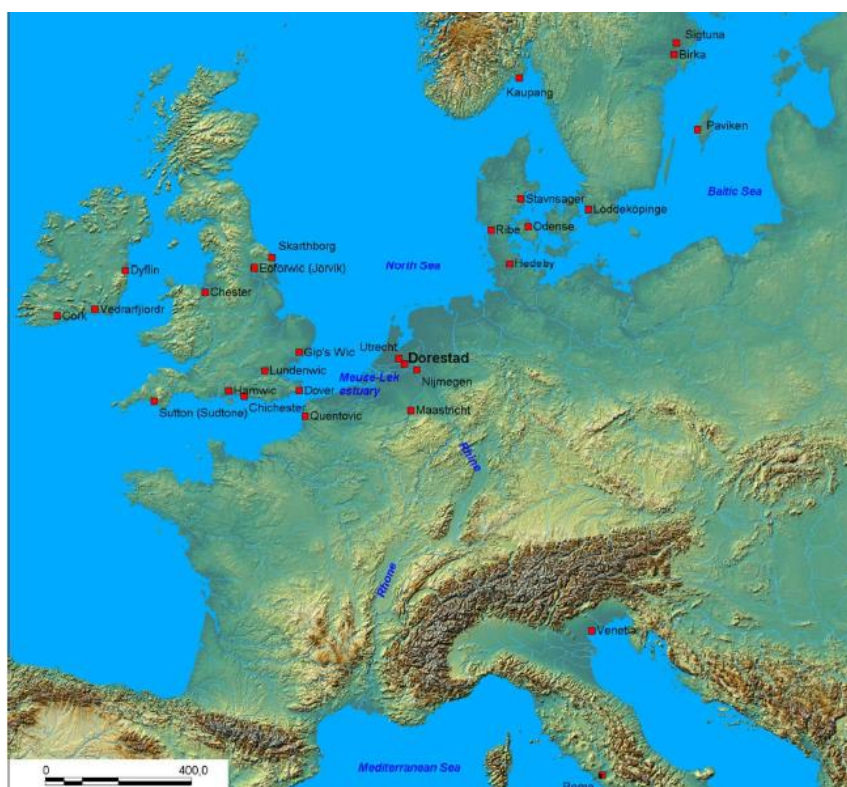 Sigtuna
Birka
Kaupang
Paviken
Baltic Sea
Stavnsager
Löddeköpinge
Ribe
Odense
Skarthborg
Eoforwic (Jorvik)
North Sea
Hedeby
Dyflin
Chester
Vedrarfjiordr
Cork
Gip's Wic
Utrecht
Dorestad
Lundenwic
Meuse-Lek
estuary
Nijmegen
Hamwic
Dover
Sutton (Sudtone)
Chichester
Quentovic
Maastricht
Rhine
Rhone
Venetia
Mediterranean Sea
0 400,0